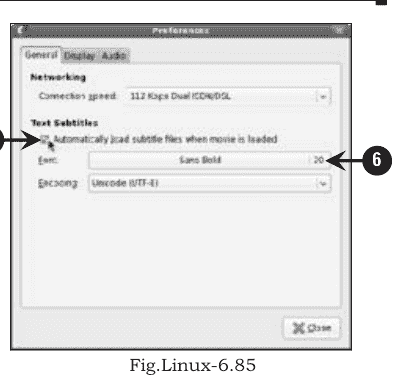 Preferences
General Display Audio
Networking
Connection speed: 112 Kbps Dual ISDN/DSL
Text Subtitles
Automatically load subtitle files when movie is loaded
Font: Sans Bold 20
6
Encoding: Unicode (UTF-8)
Close
Fig.Linux-6.85